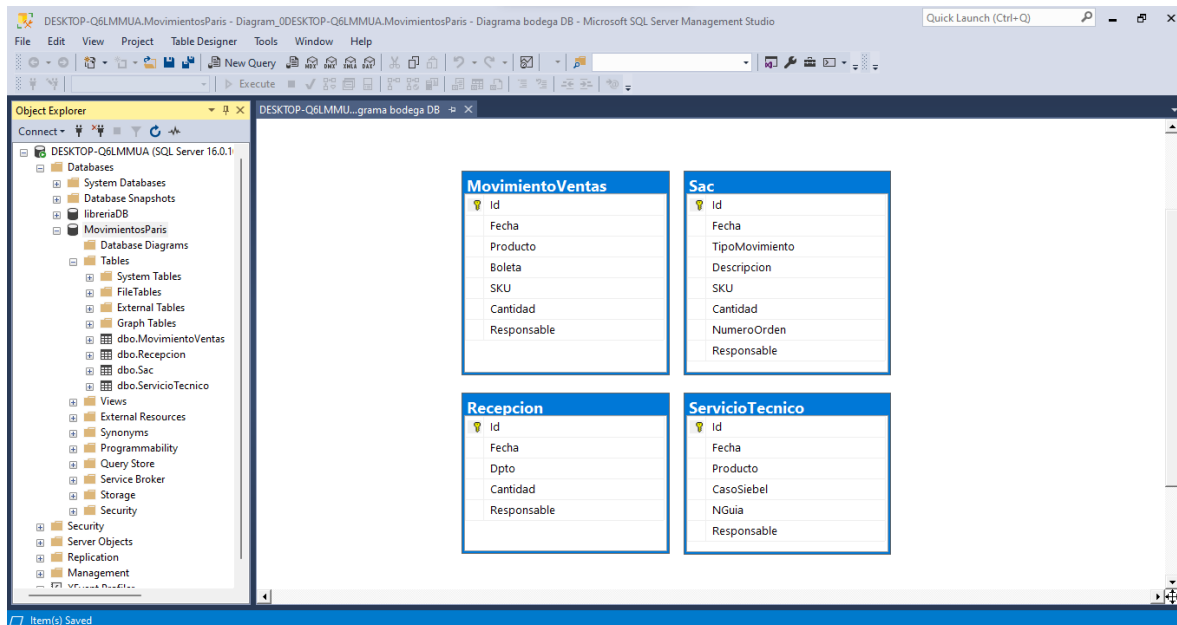 DESKTOP-Q6LMMUA.MovimientosParis - Diagram_0DESKTOP-Q6LMMUA.MovimientosParis - Diagrama bodega DB - Microsoft SQL Server Management Studio
Quick Launch (Ctrl+Q)
File Edit View Project Table Designer Tools Window Help
New Query
MDX DMX XMLA DAX
Execute
Object Explorer
DESKTOP-Q6LMMU...grama bodega DB
Connect
DESKTOP-Q6LMMUA (SQL Server 16.0.1
Databases
System Databases
Database Snapshots
libreriaDB
MovimientosParis
Database Diagrams
Tables
System Tables
FileTables
External Tables
Graph Tables
dbo.MovimientoVentas
dbo.Recepcion
dbo.Sac
dbo.ServicioTecnico
Views
External Resources
Synonyms
Programmability
Query Store
Service Broker
Storage
Security
Security
Server Objects
Replication
Management
XEvent Profiler
MovimientoVentas
Id
Fecha
Producto
Boleta
SKU
Cantidad
Responsable
Sac
Id
Fecha
TipoMovimiento
Descripcion
SKU
Cantidad
NumeroOrden
Responsable
Recepcion
Id
Fecha
Dpto
Cantidad
Responsable
ServicioTecnico
Id
Fecha
Producto
CasoSiebel
NGuia
Responsable
Item(s) Saved